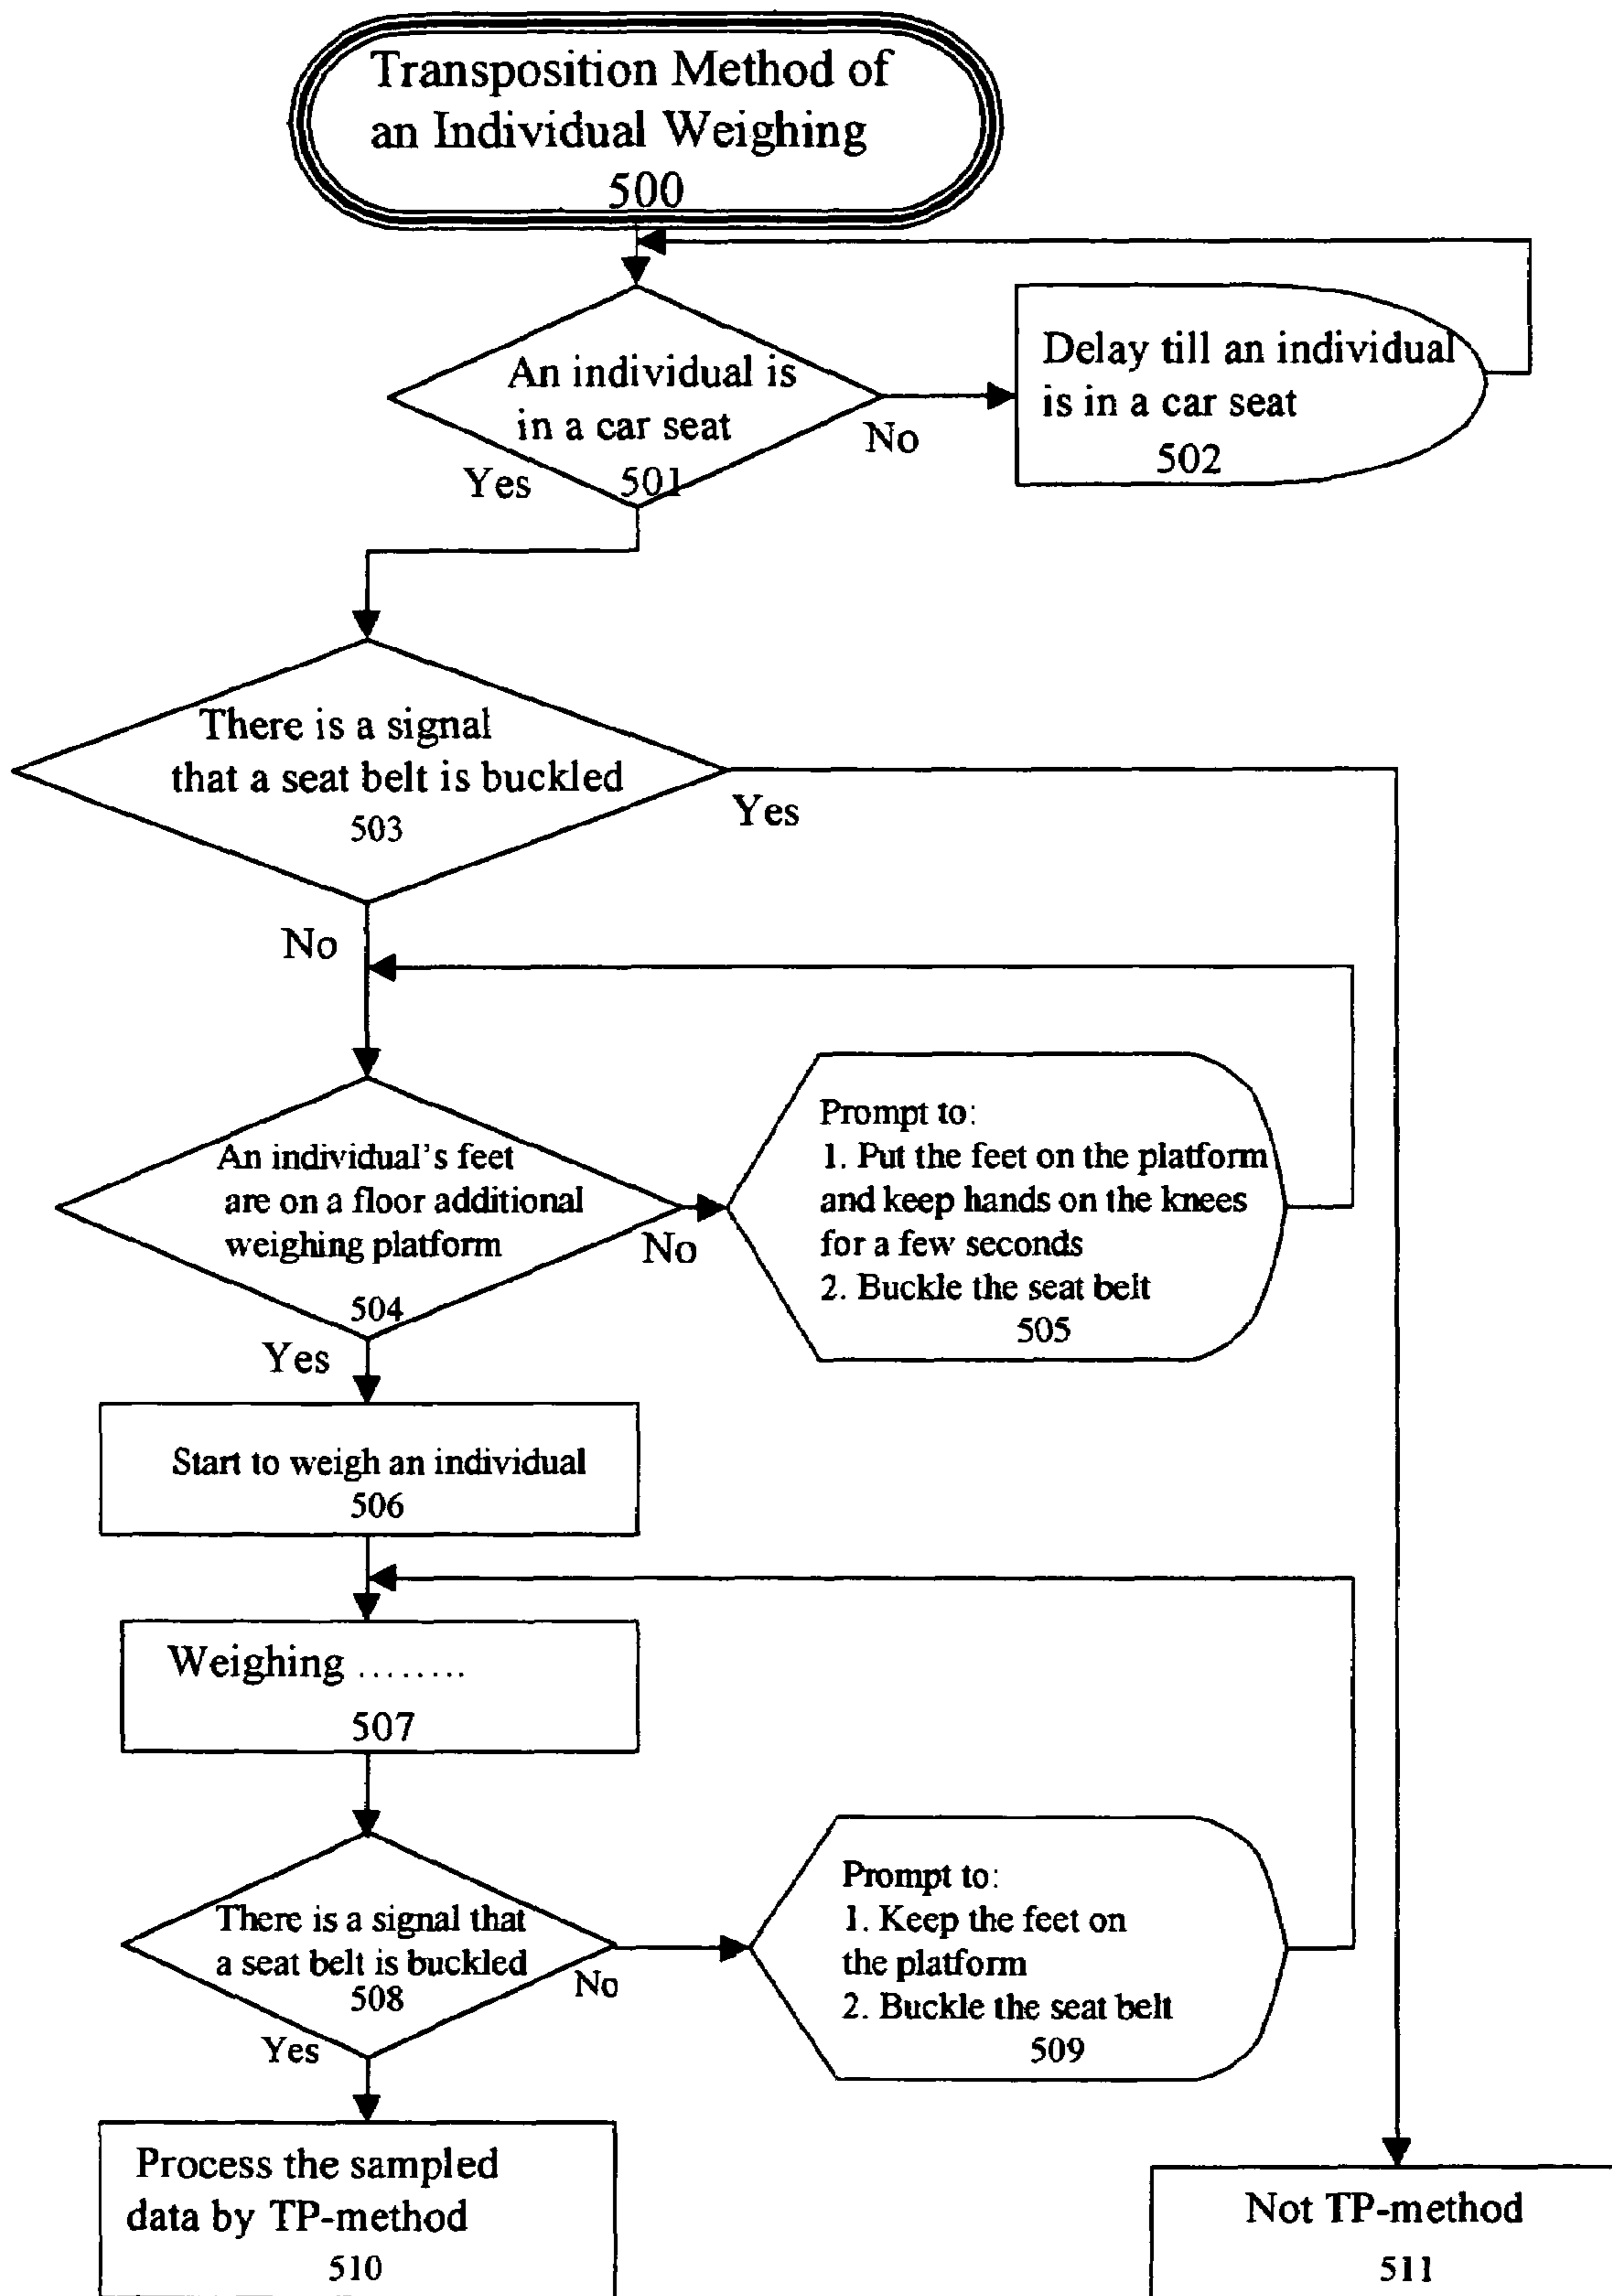 Transposition Method of
an Individual Weighing
500
An individual is
in a car seat
501
Yes
No
Delay till an individual
is in a car seat
502
There is a signal
that a seat belt is buckled
503
Yes
No
An individual's feet
are on a floor additional
weighing platform
504
No
Yes
Prompt to:
1. Put the feet on the platform
and keep hands on the knees
for a few seconds
2. Buckle the seat belt
505
Start to weigh an individual
506
Weighing ........
507
There is a signal that
a seat belt is buckled
508
No
Yes
Prompt to:
1. Keep the feet on
the platform
2. Buckle the seat belt
509
Process the sampled
data by TP-method
510
Not TP-method
511